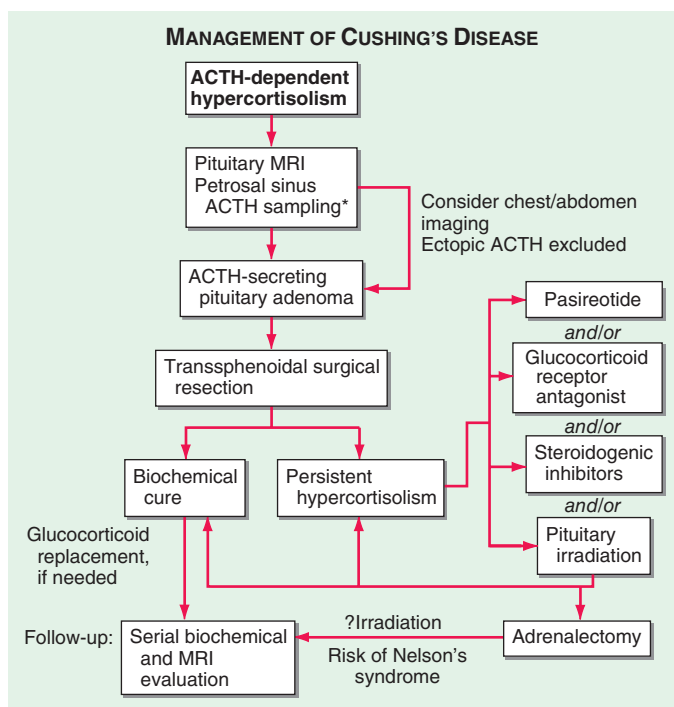 MANAGEMENT OF CUSHING'S DISEASE
ACTH-dependent
hypercortisolism
Pituitary MRI
Petrosal sinus
ACTH sampling*
Consider chest/abdomen
imaging
Ectopic ACTH excluded
ACTH-secreting
pituitary adenoma
Transsphenoidal surgical
resection
Biochemical
cure
Persistent
hypercortisolism
Pasireotide
and/or
Glucocorticoid
receptor
antagonist
and/or
Steroidogenic
inhibitors
and/or
Pituitary
irradiation
Glucocorticoid
replacement,
if needed
Follow-up:
Serial biochemical
and MRI
evaluation
?Irradiation
Risk of Nelson's
syndrome
Adrenalectomy